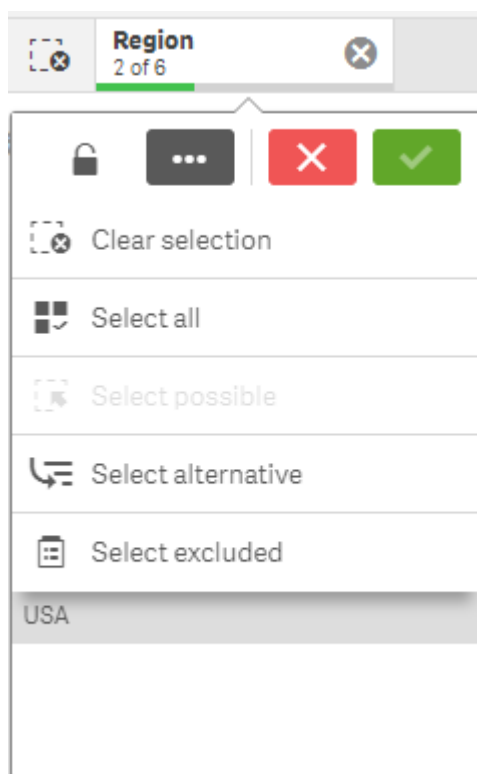 Region
2 of 6
Clear selection
Select all
Select possible
Select alternative
Select excluded
USA